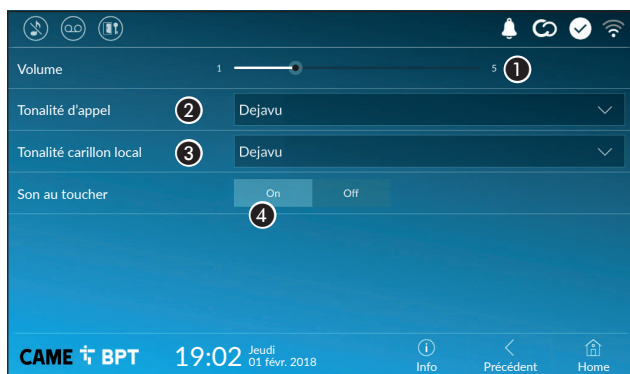 Volume 1 5 1
Tonalité d'appel 2 Dejavu
Tonalité carillon local 3 Dejavu
Son au toucher On Off
4
CAME BPT 19:02 Jeudi
01 févr. 2018
Info Précédent Home